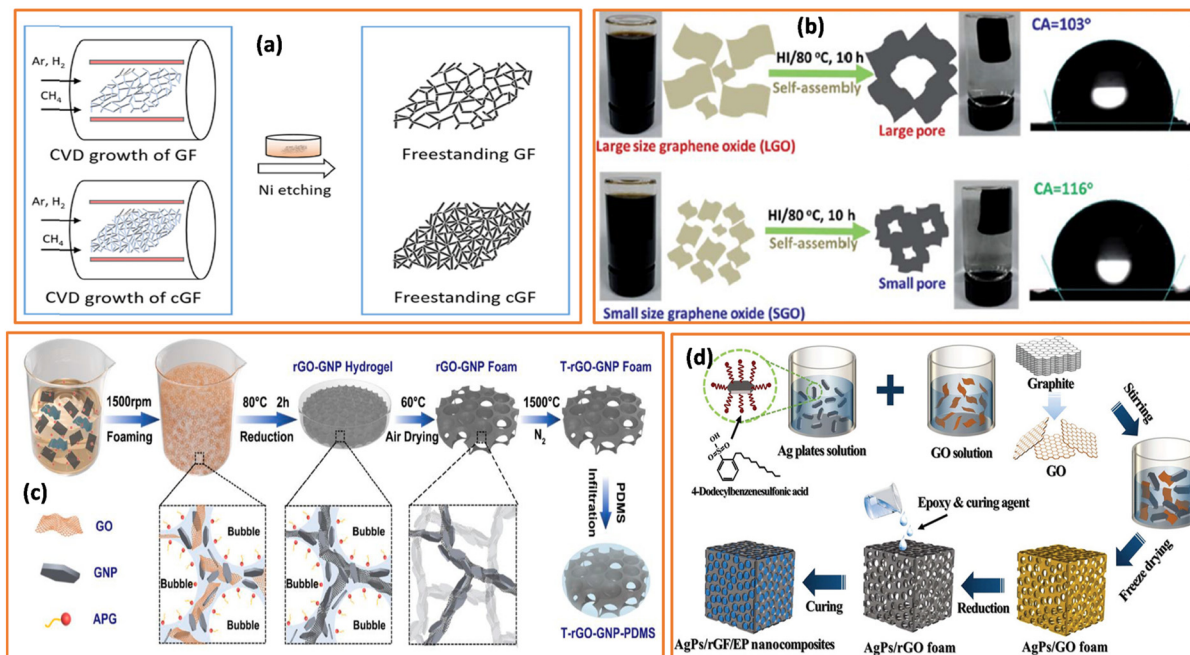 (a)
Ar, H2
CH4
CVD growth of GF
Ni etching
Freestanding GF
Ar, H2
CH4
CVD growth of cGF
Freestanding cGF
(b)
HI/80 °C, 10 h
Self-assembly
CA=103°
Large size graphene oxide (LGO)
Large pore
HI/80 °C, 10 h
Self-assembly
CA=116°
Small size graphene oxide (SGO)
Small pore
rGO-GNP Hydrogel
rGO-GNP Foam
T-rGO-GNP Foam
1500rpm
Foaming
80°C 2h
Reduction
60°C
Air Drying
1500°C
N2
(c)
GO
GNP
APG
Bubble
Bubble
Bubble
Bubble
Bubble
Bubble
PDMS
Infiltration
T-rGO-GNP-PDMS
(d)
Ag plates solution
GO solution
Graphite
GO
Stirring
OH
O=S=O
4-Dodecylbenzenesulfonic acid
Epoxy & curing agent
Freeze drying
Curing
Reduction
AgPs/rGF/EP nanocomposites
AgPs/rGO foam
AgPs/GO foam